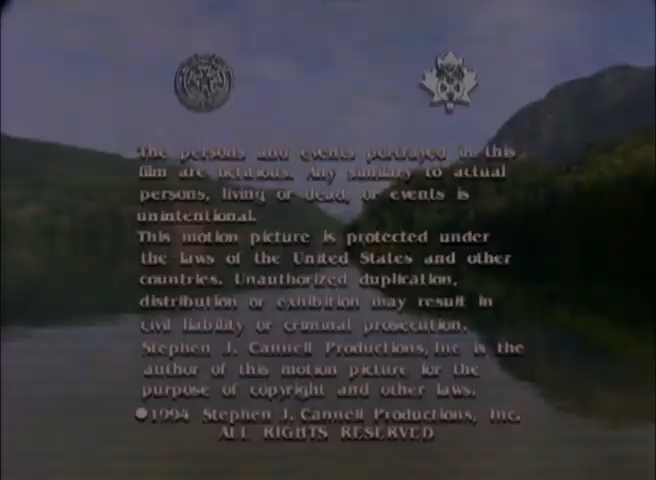 The persons and events portrayed in this
film are fictitious. Any similarity to actual
persons, living or dead, or events is
unintentional.
This motion picture is protected under
the laws of the United States and other
countries. Unauthorized duplication,
distribution or exhibition may result in
civil liability or criminal prosecution.
Stephen J. Cannell Productions, Inc is the
author of this motion picture for the
purpose of copyright and other laws.
©1994 Stephen J. Cannell Productions, Inc.
ALL RIGHTS RESERVED